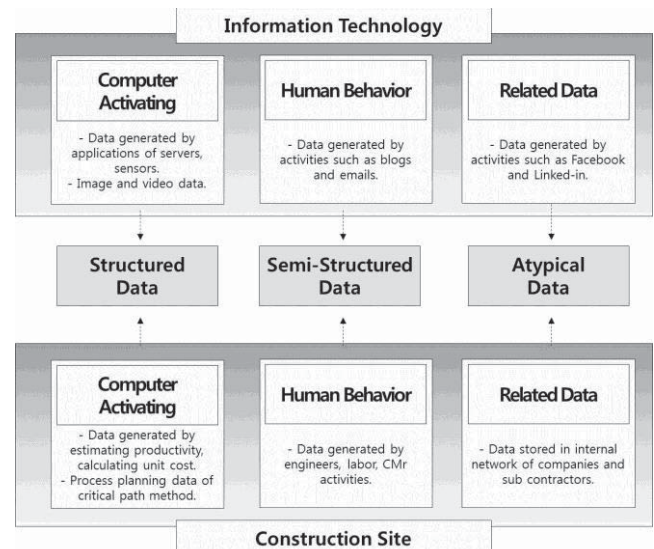 Information Technology
Computer
Activating
- Data generated by
applications of servers,
sensors.
- Image and video data.
Human Behavior
- Data generated by
activities such as blogs
and emails.
Related Data
- Data generated by
activities such as Facebook
and Linked-in.
Structured
Data
Semi-Structured
Data
Atypical
Data
Computer
Activating
- Data generated by
estimating productivity,
calculating unit cost.
- Process planning data of
critical path method.
Human Behavior
- Data generated by
engineers, labor, CMr
activities.
Related Data
- Data stored in internal
network of companies and
sub contractors.
Construction Site